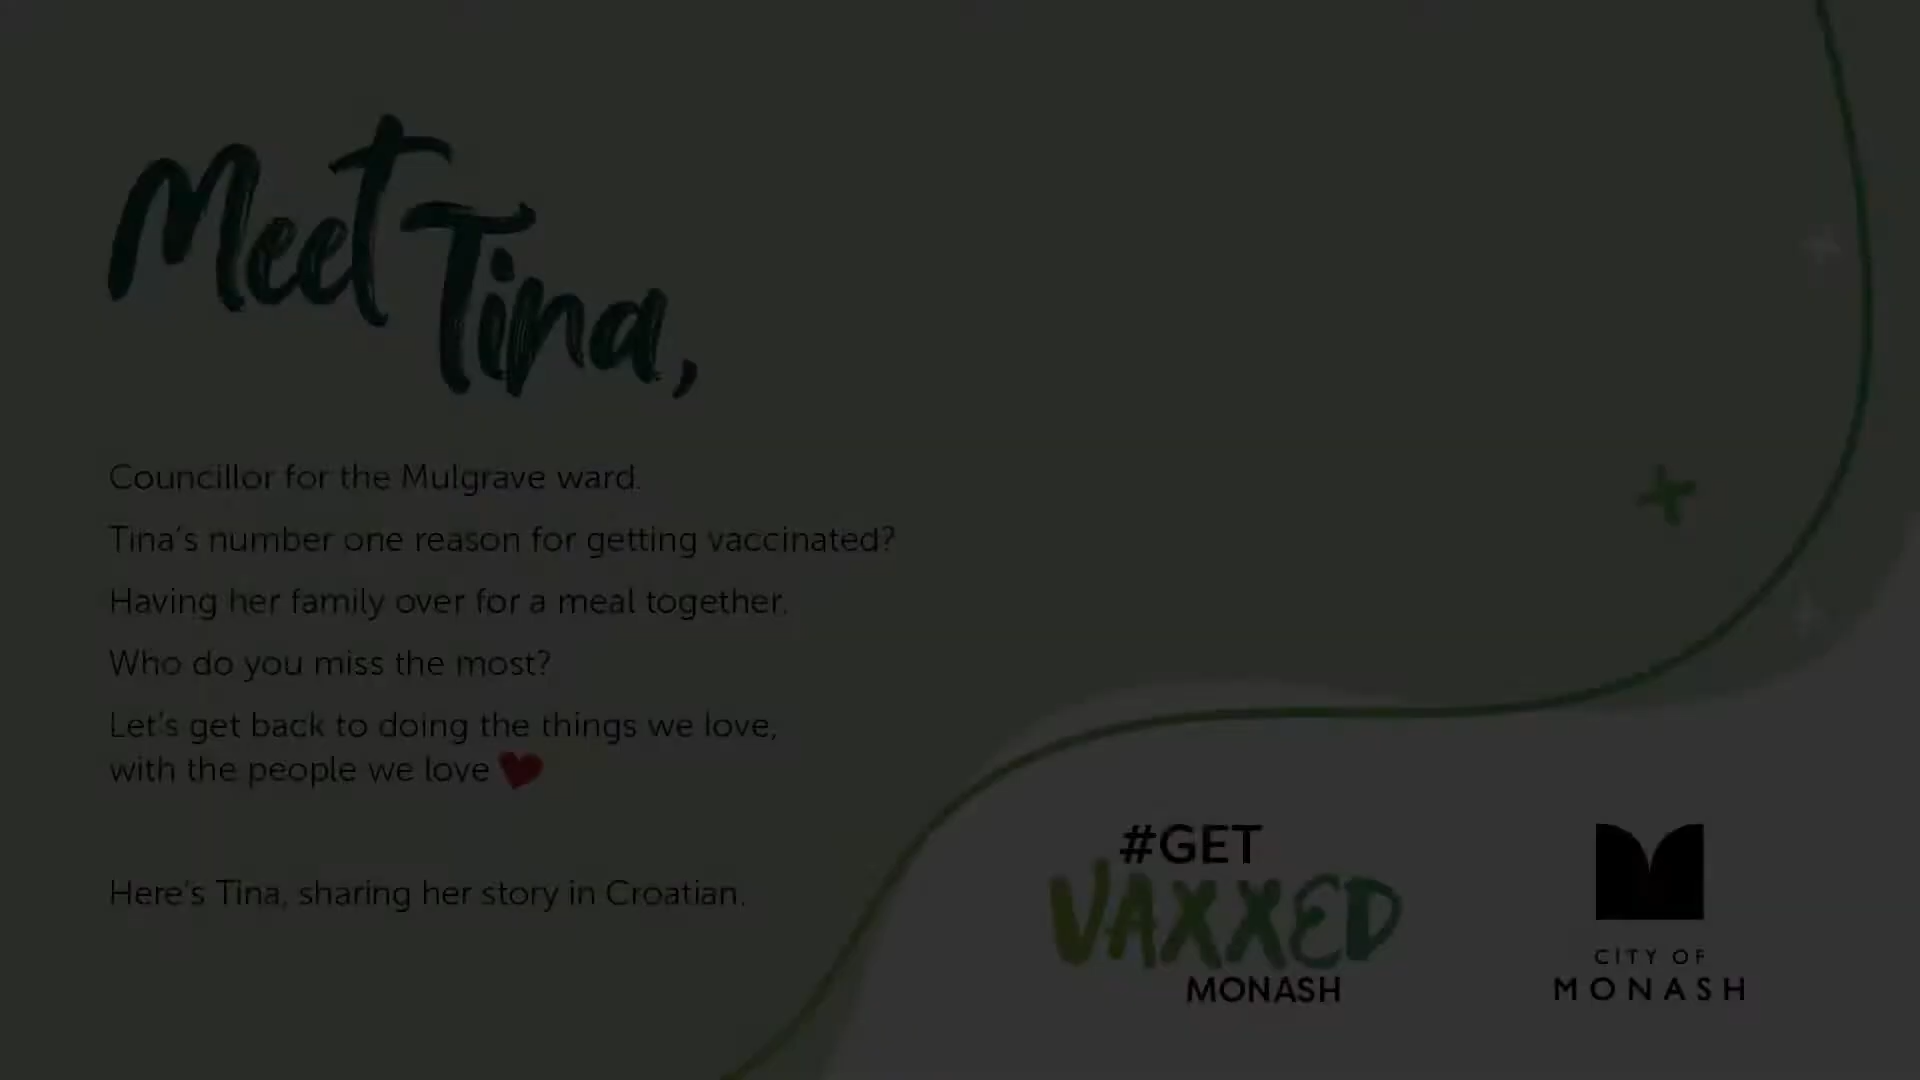 Meet Tina,
Councillor for the Mulgrave ward.
Tina's number one reason for getting vaccinated?
Having her family over for a meal together.
Who do you miss the most?
Let's get back to doing the things we love,
with the people we love ❤
Here's Tina, sharing her story in Croatian.
#GET
VAXXED
MONASH
CITY OF
MONASH